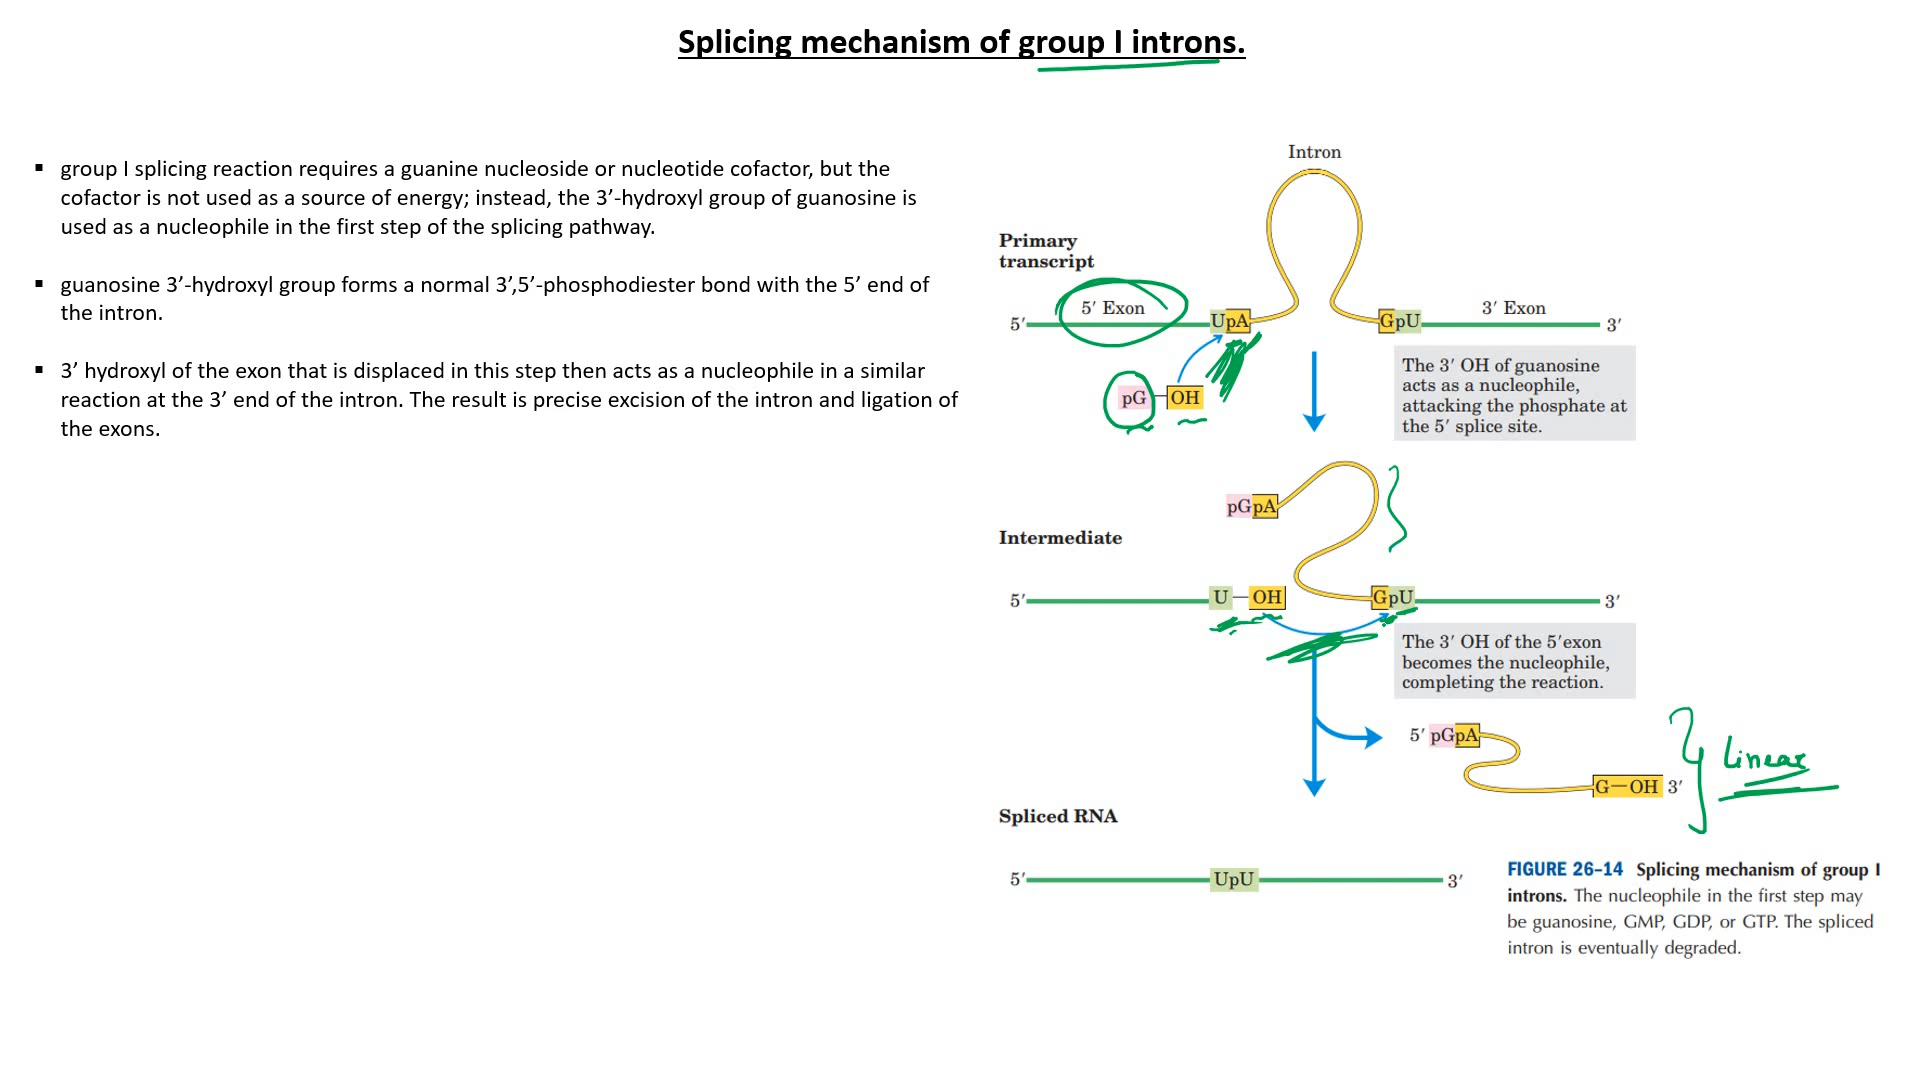 Splicing mechanism of group I introns.
▪ group I splicing reaction requires a guanine nucleoside or nucleotide cofactor, but the
cofactor is not used as a source of energy; instead, the 3’-hydroxyl group of guanosine is
used as a nucleophile in the first step of the splicing pathway.
▪ guanosine 3’-hydroxyl group forms a normal 3’,5’-phosphodiester bond with the 5’ end of
the intron.
▪ 3’ hydroxyl of the exon that is displaced in this step then acts as a nucleophile in a similar
reaction at the 3’ end of the intron. The result is precise excision of the intron and ligation of
the exons.
Intron
Primary
transcript
5′ Exon
3′ Exon
5′ UpA GpU 3′
pG—OH
The 3′ OH of guanosine
acts as a nucleophile,
attacking the phosphate at
the 5′ splice site.
pGpA
Intermediate
5′ U—OH GpU 3′
The 3′ OH of the 5′exon
becomes the nucleophile,
completing the reaction.
5′ pGpA
Linear
G—OH 3′
Spliced RNA
5′ UpU 3′
FIGURE 26–14 Splicing mechanism of group I
introns. The nucleophile in the first step may
be guanosine, GMP, GDP, or GTP. The spliced
intron is eventually degraded.